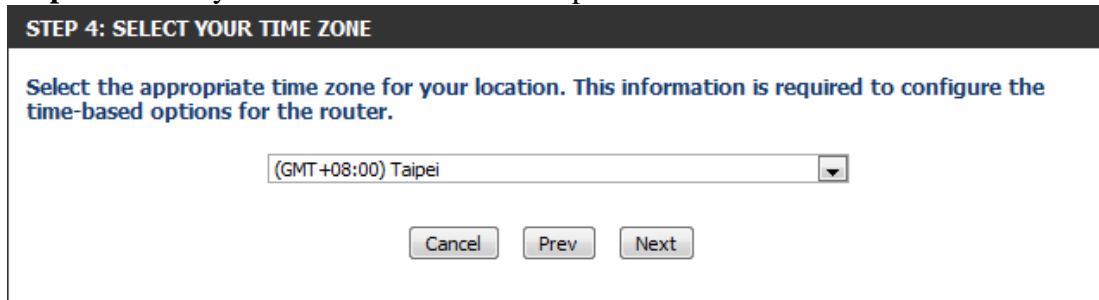 STEP 4: SELECT YOUR TIME ZONE
Select the appropriate time zone for your location. This information is required to configure the
time-based options for the router.
(GMT+08:00) Taipei
Cancel Prev Next